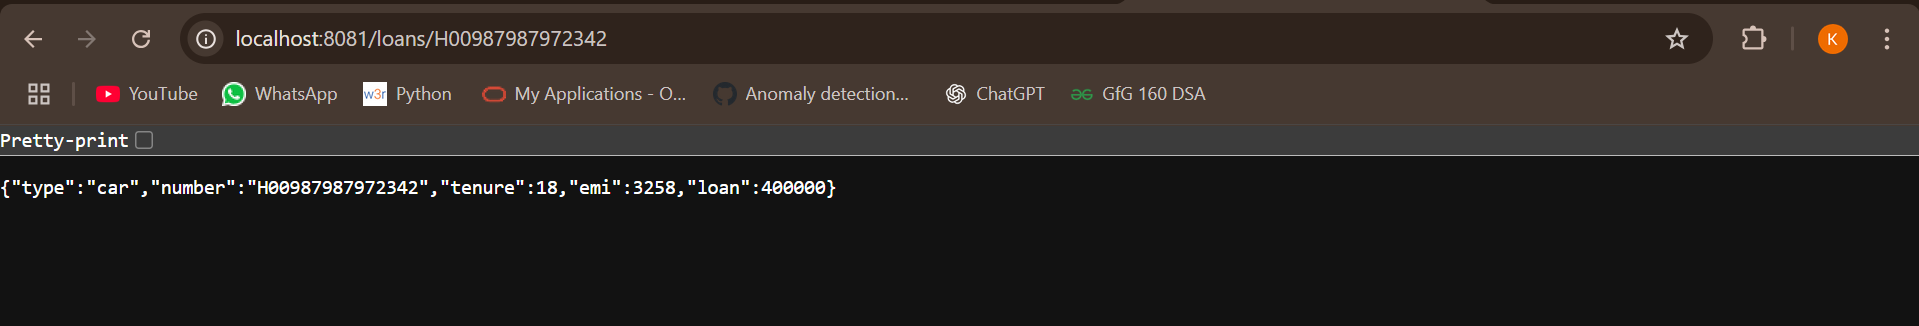 localhost:8081/loans/H00987987972342
K
YouTube WhatsApp w3r Python My Applications - O... Anomaly detection... ChatGPT GfG 160 DSA
Pretty-print
{"type":"car","number":"H00987987972342","tenure":18,"emi":3258,"loan":400000}